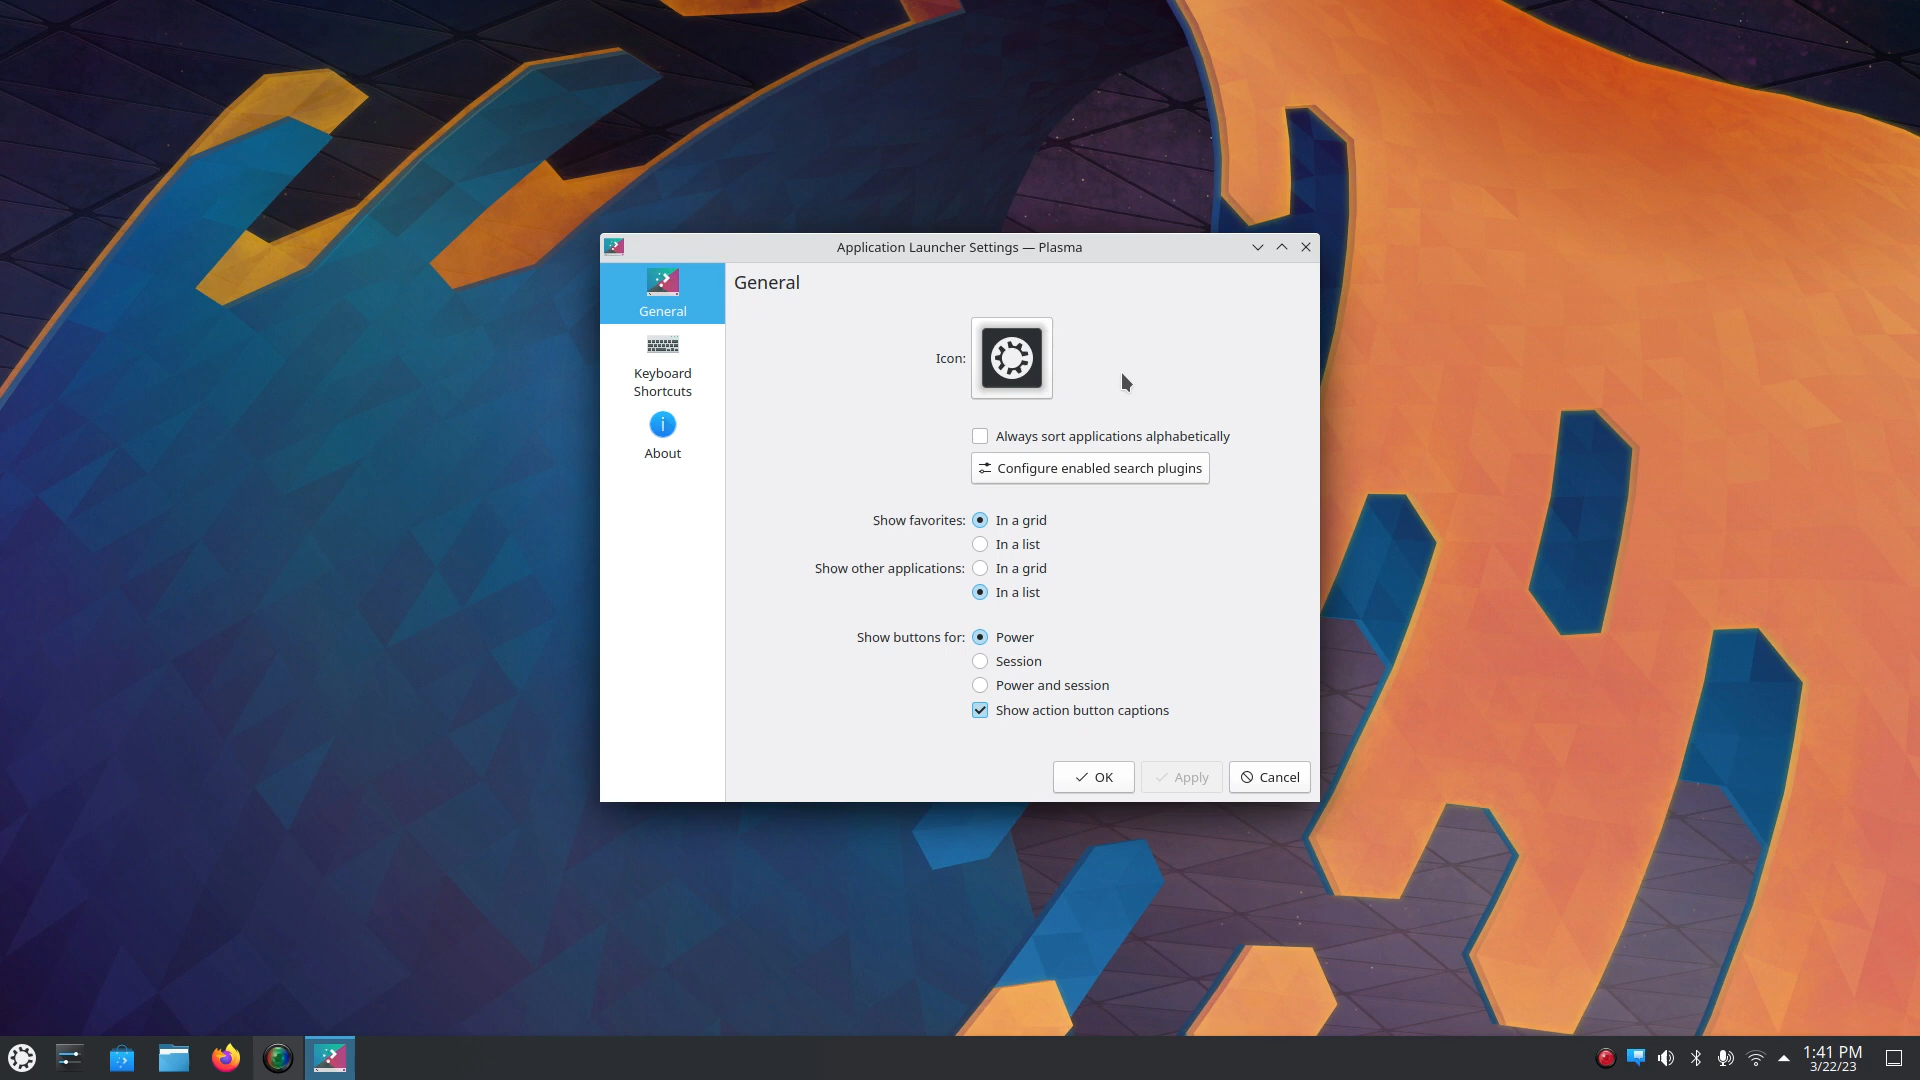 Application Launcher Settings — Plasma
General
Keyboard
Shortcuts
About
General
Icon:
Always sort applications alphabetically
Configure enabled search plugins
Show favorites: In a grid
In a list
Show other applications: In a grid
In a list
Show buttons for: Power
Session
Power and session
Show action button captions
OK Apply Cancel
1:41 PM
3/22/23